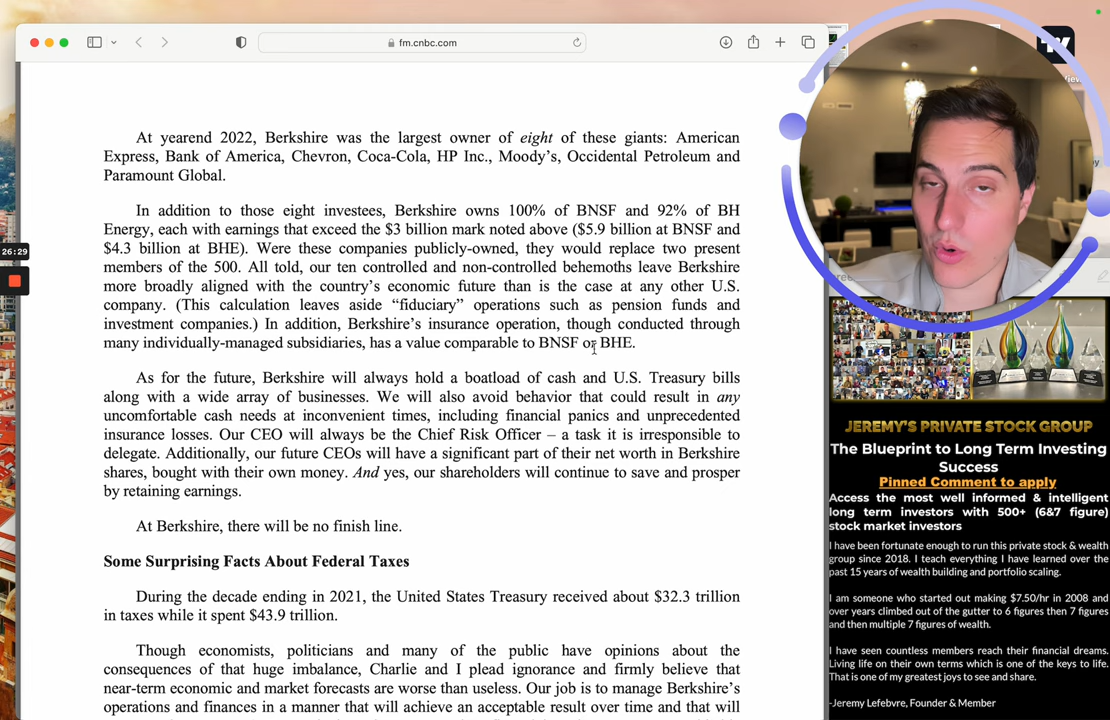 fm.cnbc.com
26:29
At yearend 2022, Berkshire was the largest owner of eight of these giants: American
Express, Bank of America, Chevron, Coca-Cola, HP Inc., Moody's, Occidental Petroleum and
Paramount Global.
In addition to those eight investees, Berkshire owns 100% of BNSF and 92% of BH
Energy, each with earnings that exceed the $3 billion mark noted above ($5.9 billion at BNSF and
$4.3 billion at BHE). Were these companies publicly-owned, they would replace two present
members of the 500. All told, our ten controlled and non-controlled behemoths leave Berkshire
more broadly aligned with the country's economic future than is the case at any other U.S.
company. (This calculation leaves aside “fiduciary” operations such as pension funds and
investment companies.) In addition, Berkshire's insurance operation, though conducted through
many individually-managed subsidiaries, has a value comparable to BNSF or BHE.
As for the future, Berkshire will always hold a boatload of cash and U.S. Treasury bills
along with a wide array of businesses. We will also avoid behavior that could result in any
uncomfortable cash needs at inconvenient times, including financial panics and unprecedented
insurance losses. Our CEO will always be the Chief Risk Officer – a task it is irresponsible to
delegate. Additionally, our future CEOs will have a significant part of their net worth in Berkshire
shares, bought with their own money. And yes, our shareholders will continue to save and prosper
by retaining earnings.
At Berkshire, there will be no finish line.
Some Surprising Facts About Federal Taxes
During the decade ending in 2021, the United States Treasury received about $32.3 trillion
in taxes while it spent $43.9 trillion.
Though economists, politicians and many of the public have opinions about the
consequences of that huge imbalance, Charlie and I plead ignorance and firmly believe that
near-term economic and market forecasts are worse than useless. Our job is to manage Berkshire's
operations and finances in a manner that will achieve an acceptable result over time and that will
JEREMY'S PRIVATE STOCK GROUP
The Blueprint to Long Term Investing
Success
Pinned Comment to apply
Access the most well informed & intelligent
long term investors with 500+ (6&7 figure)
stock market investors
I have been fortunate enough to run this private stock & wealth
group since 2018. I teach everything I have learned over the
past 15 years of wealth building and portfolio scaling.
I am someone who started out making $7.50/hr in 2008 and
over years climbed out of the gutter to 6 figures then 7 figures
and then multiple 7 figures of wealth.
I have seen countless members reach their financial dreams.
Living life on their own terms which is one of the keys to life.
That is one of my greatest joys to see and share.
-Jeremy Lefebvre, Founder & Member